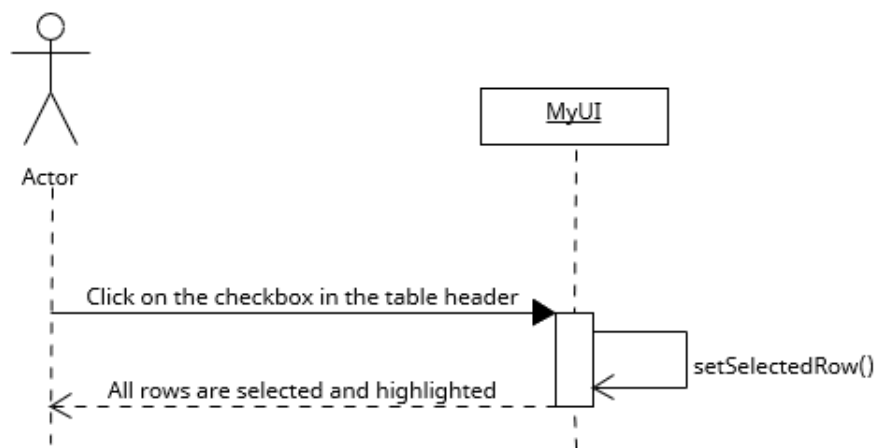 MyUI
Actor
Click on the checkbox in the table header
setSelectedRow()
All rows are selected and highlighted